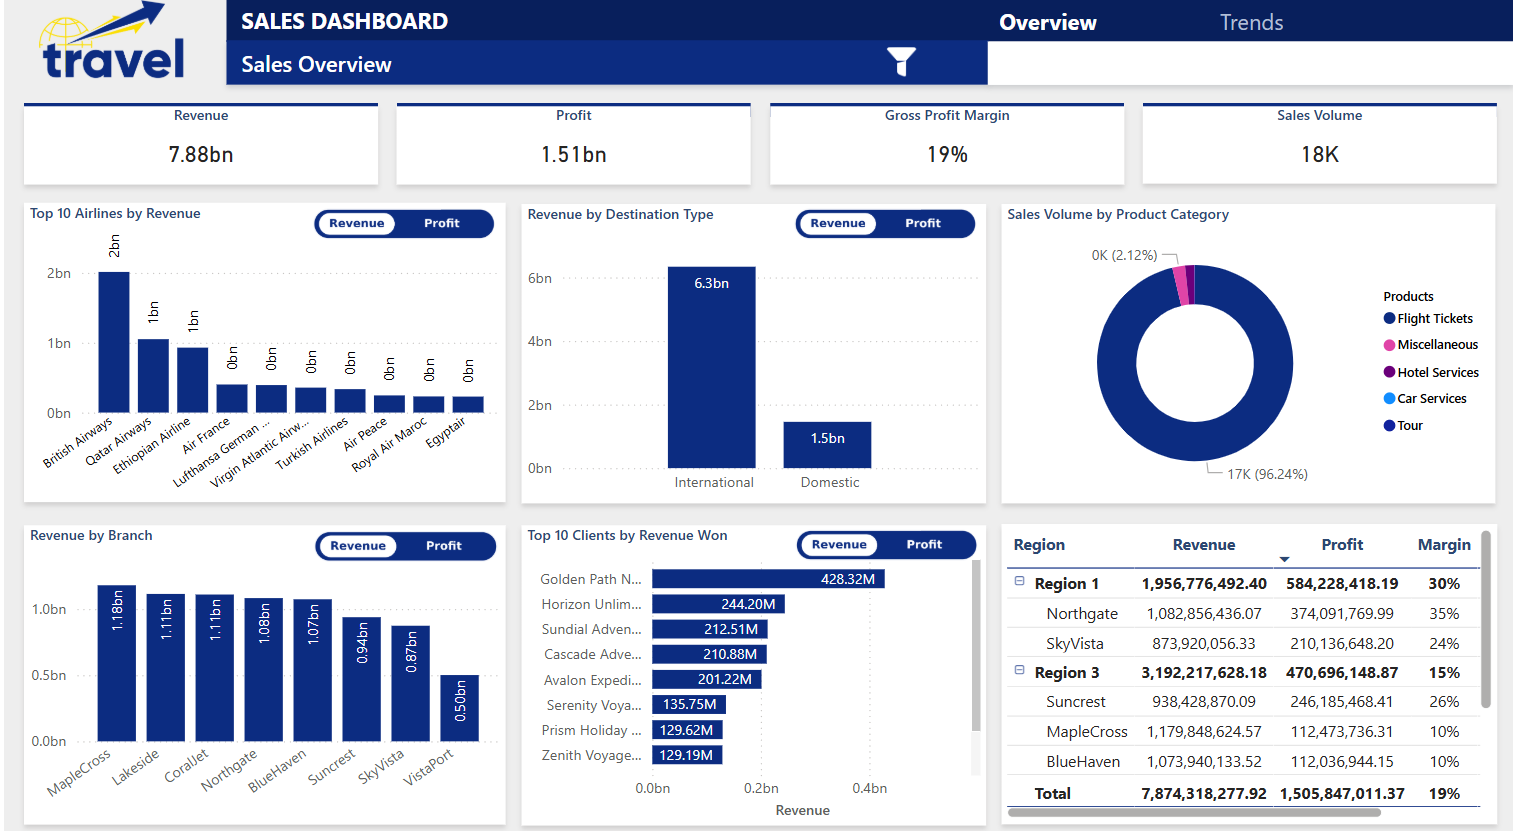 travel
SALES DASHBOARD
Overview
Trends
Sales Overview
Revenue
7.88bn
Profit
1.51bn
Gross Profit Margin
19%
Sales Volume
18K
Top 10 Airlines by Revenue
Revenue
Profit
2bn
1bn
0bn
2bn
1bn
1bn
0bn
0bn
0bn
0bn
0bn
0bn
0bn
British Airways
Qatar Airways
Ethiopian Airline
Air France
Lufthansa German ...
Virgin Atlantic Airw...
Turkish Airlines
Air Peace
Royal Air Maroc
Egyptair
Revenue by Destination Type
Revenue
Profit
6bn
4bn
2bn
0bn
6.3bn
1.5bn
International
Domestic
Sales Volume by Product Category
0K (2.12%)
17K (96.24%)
Products
Flight Tickets
Miscellaneous
Hotel Services
Car Services
Tour
Revenue by Branch
Revenue
Profit
1.0bn
0.5bn
0.0bn
1.18bn
1.11bn
1.11bn
1.08bn
1.07bn
0.94bn
0.87bn
0.50bn
MapleCross
Lakeside
CoralJet
Northgate
BlueHaven
Suncrest
SkyVista
VistaPort
Top 10 Clients by Revenue Won
Revenue
Profit
Golden Path N... 428.32M
Horizon Unlim... 244.20M
Sundial Adven... 212.51M
Cascade Adve... 210.88M
Avalon Expedi... 201.22M
Serenity Voya... 135.75M
Prism Holiday ... 129.62M
Zenith Voyage... 129.19M
0.0bn
0.2bn
0.4bn
Revenue
Region Revenue Profit Margin
Region 1 1,956,776,492.40 584,228,418.19 30%
Northgate 1,082,856,436.07 374,091,769.99 35%
SkyVista 873,920,056.33 210,136,648.20 24%
Region 3 3,192,217,628.18 470,696,148.87 15%
Suncrest 938,428,870.09 246,185,468.41 26%
MapleCross 1,179,848,624.57 112,473,736.31 10%
BlueHaven 1,073,940,133.52 112,036,944.15 10%
Total 7,874,318,277.92 1,505,847,011.37 19%